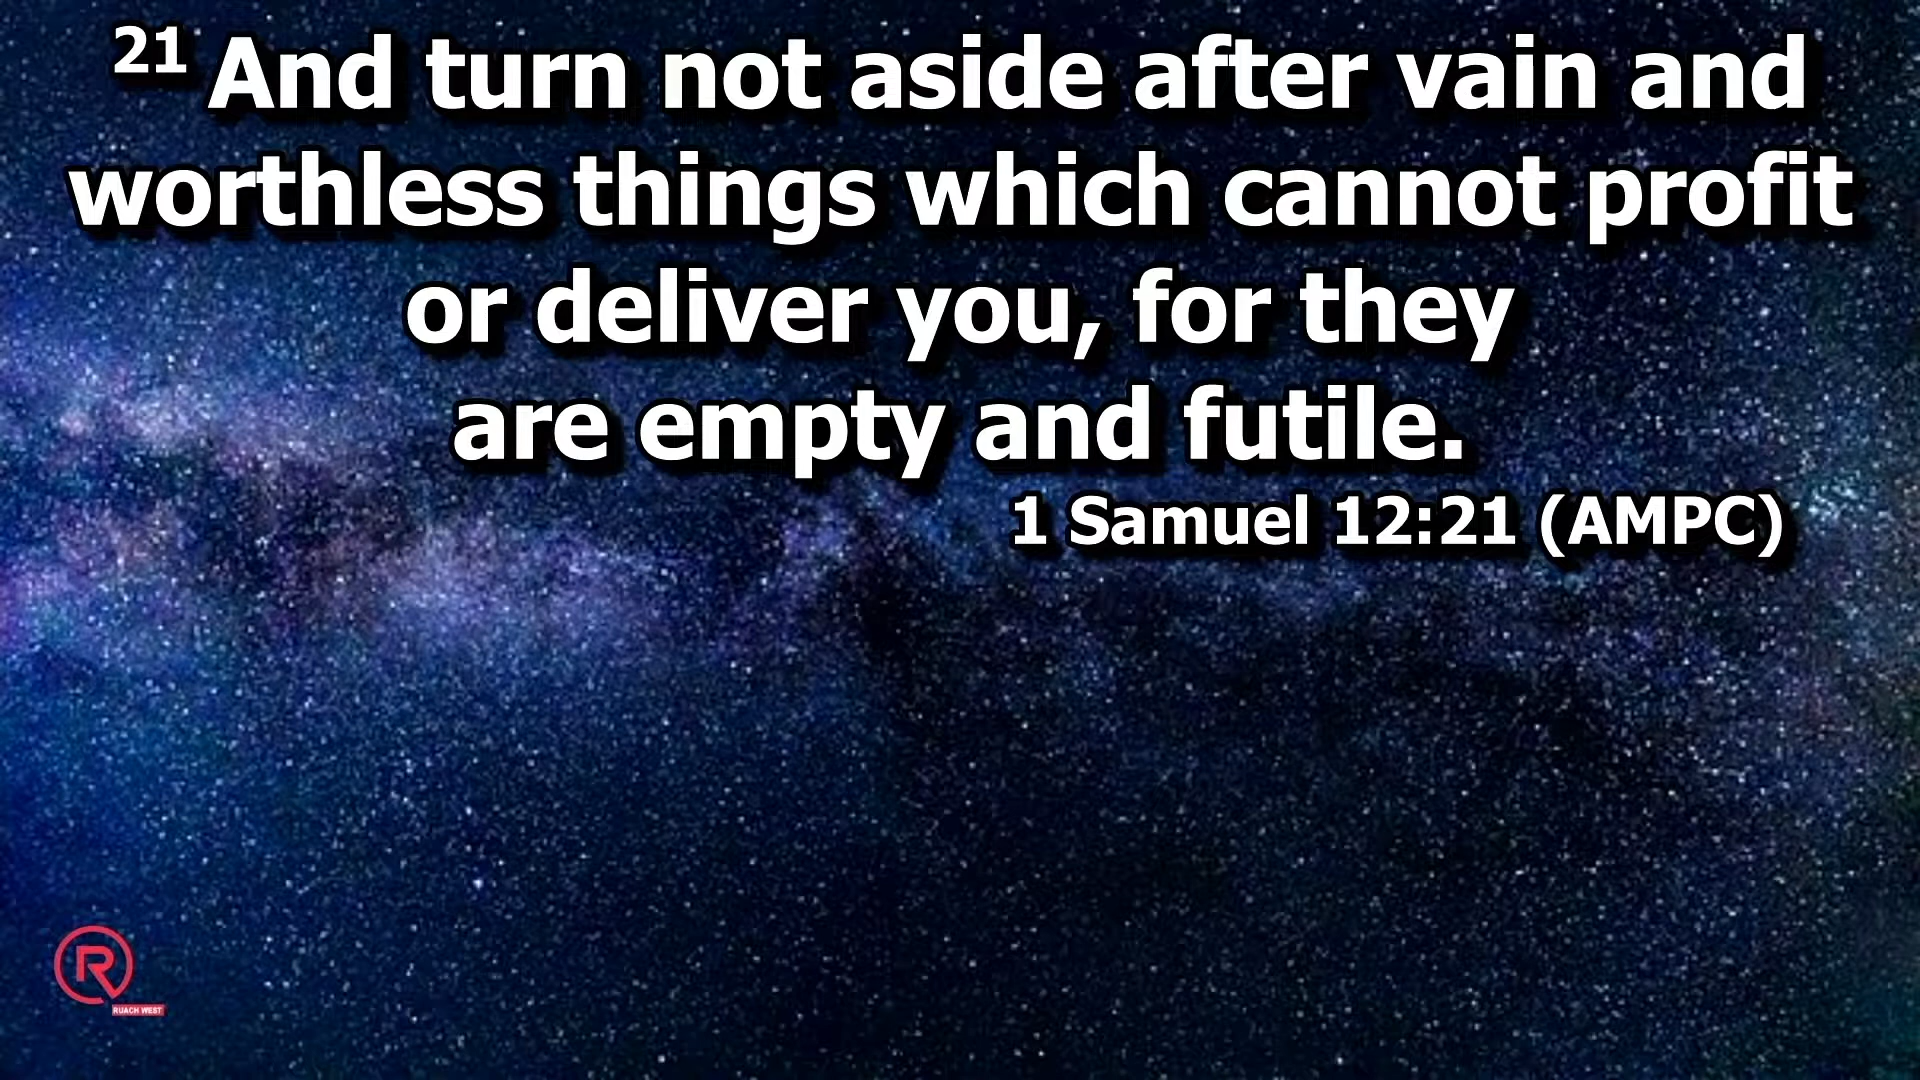 21 And turn not aside after vain and
worthless things which cannot profit
or deliver you, for they
are empty and futile.
1 Samuel 12:21 (AMPC)
R
RUACH WEST